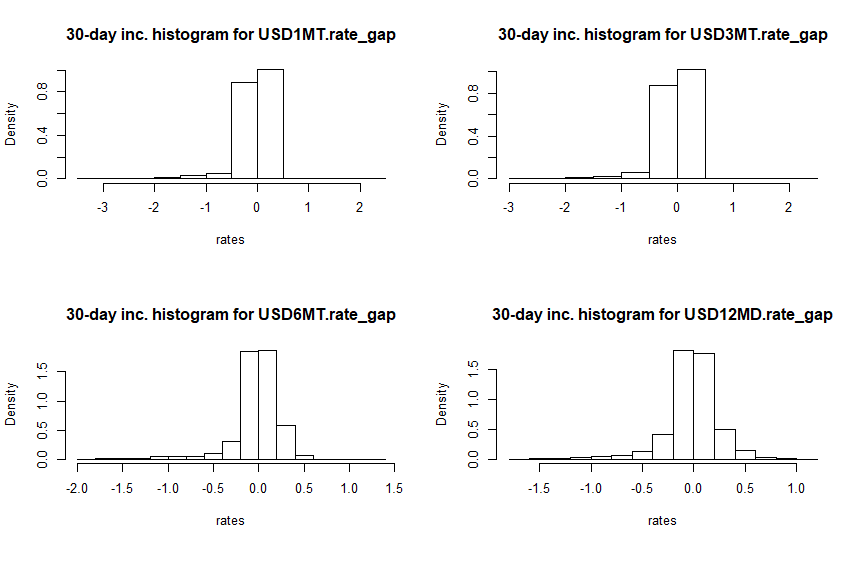 30-day inc. histogram for USD1MT.rate_gap
Density
0.0 0.4 0.8
-3 -2 -1 0 1 2
rates
30-day inc. histogram for USD3MT.rate_gap
Density
0.0 0.4 0.8
-3 -2 -1 0 1 2
rates
30-day inc. histogram for USD6MT.rate_gap
Density
0.0 0.5 1.0 1.5
-2.0 -1.5 -1.0 -0.5 0.0 0.5 1.0 1.5
rates
30-day inc. histogram for USD12MD.rate_gap
Density
0.0 0.5 1.0 1.5
-1.5 -1.0 -0.5 0.0 0.5 1.0
rates